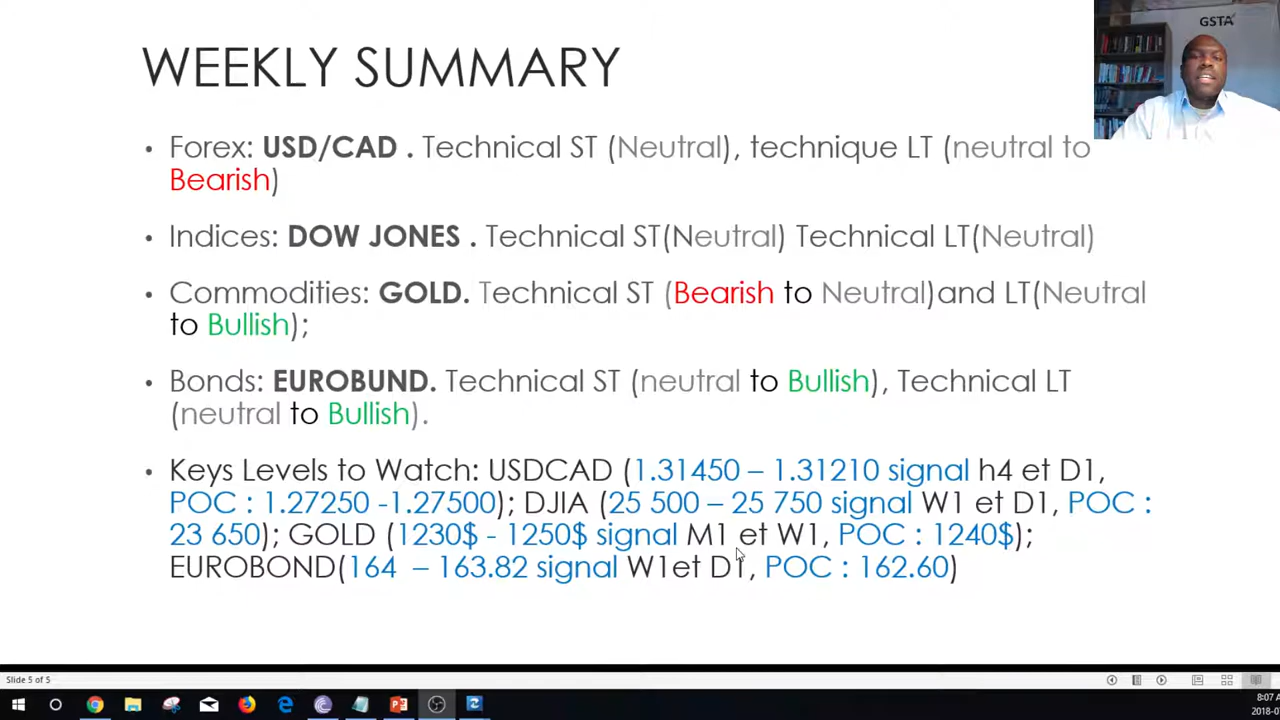 GSTA
WEEKLY SUMMARY
• Forex: USD/CAD . Technical ST (Neutral), technique LT (neutral to
Bearish)
• Indices: DOW JONES . Technical ST(Neutral) Technical LT(Neutral)
• Commodities: GOLD. Technical ST (Bearish to Neutral)and LT(Neutral
to Bullish);
• Bonds: EUROBUND. Technical ST (neutral to Bullish), Technical LT
(neutral to Bullish).
• Keys Levels to Watch: USDCAD (1.31450 – 1.31210 signal h4 et D1,
POC : 1.27250 -1.27500); DJIA (25 500 – 25 750 signal W1 et D1, POC :
23 650); GOLD (1230$ - 1250$ signal M1 et W1, POC : 1240$);
EUROBOND(164 – 163.82 signal W1et D1, POC : 162.60)
Slide 5 of 5
8:07
2018-0